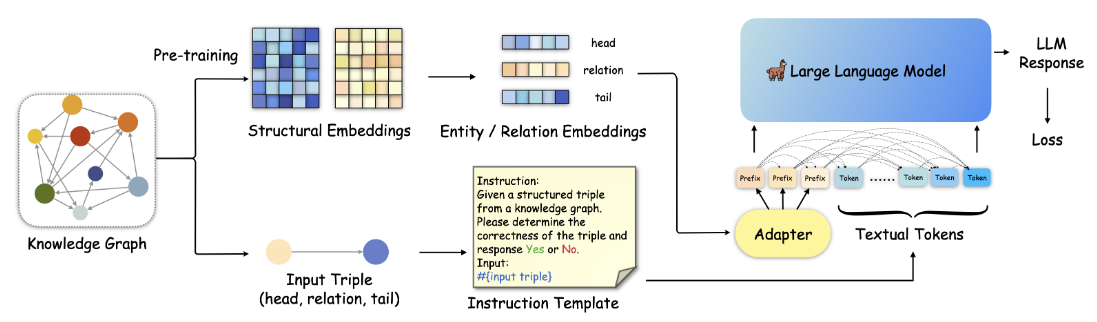 Pre-training
Knowledge Graph
Structural Embeddings
head
relation
tail
Entity / Relation Embeddings
Input Triple
(head, relation, tail)
Instruction:
Given a structured triple
from a knowledge graph.
Please determine the
correctness of the triple and
response Yes or No.
Input:
#{input triple}
Instruction Template
Large Language Model
LLM
Response
Loss
Prefix Prefix Prefix Token ...... Token Token Token
Adapter
Textual Tokens